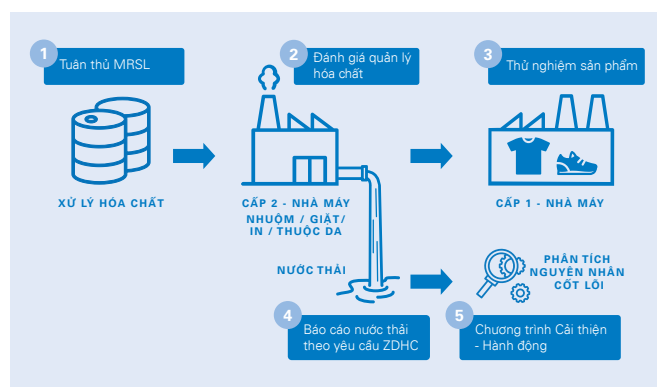 1
Tuân thủ MRSL
2
Đánh giá quản lý
hóa chất
3
Thử nghiệm sản phẩm
XỬ LÝ HÓA CHẤT
CẤP 2 - NHÀ MÁY
NHUỘM / GIẶT/
IN / THUỘC DA
CẤP 1 - NHÀ MÁY
NƯỚC THẢI
PHÂN TÍCH
NGUYÊN NHÂN
CỐT LÕI
4
Báo cáo nước thải
theo yêu cầu ZDHC
5
Chương trình Cải thiện
- Hành động